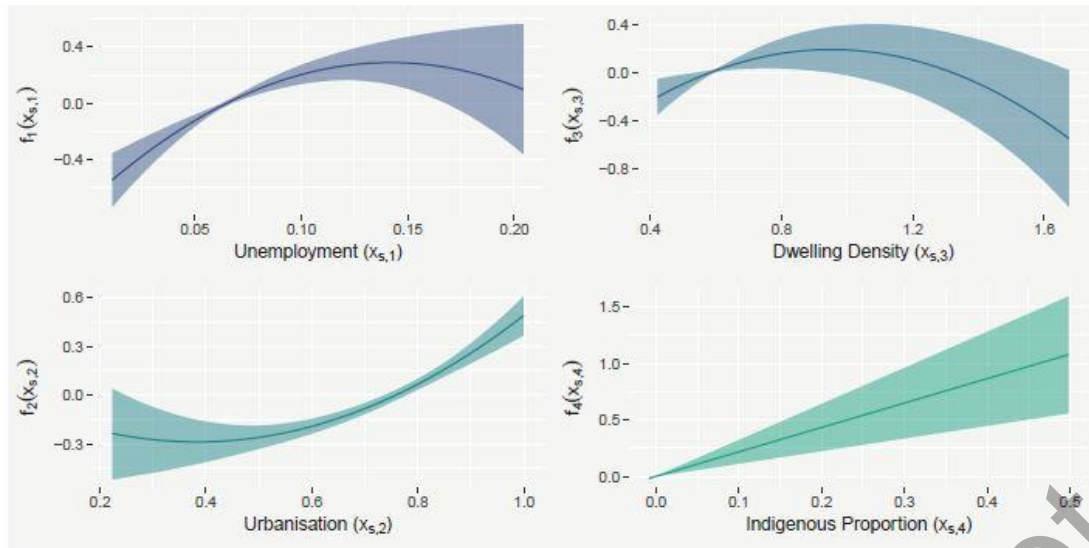 f₁(xₛ,₁)
0.4
0.0
−0.4
0.05 0.10 0.15 0.20
Unemployment (xₛ,₁)
f₃(xₛ,₃)
0.4
0.0
−0.4
−0.8
0.4 0.8 1.2 1.6
Dwelling Density (xₛ,₃)
f₂(xₛ,₂)
0.6
0.3
0.0
−0.3
0.2 0.4 0.6 0.8 1.0
Urbanisation (xₛ,₂)
f₄(xₛ,₄)
1.5
1.0
0.5
0.0
0.0 0.1 0.2 0.3 0.4 0.5
Indigenous Proportion (xₛ,₄)